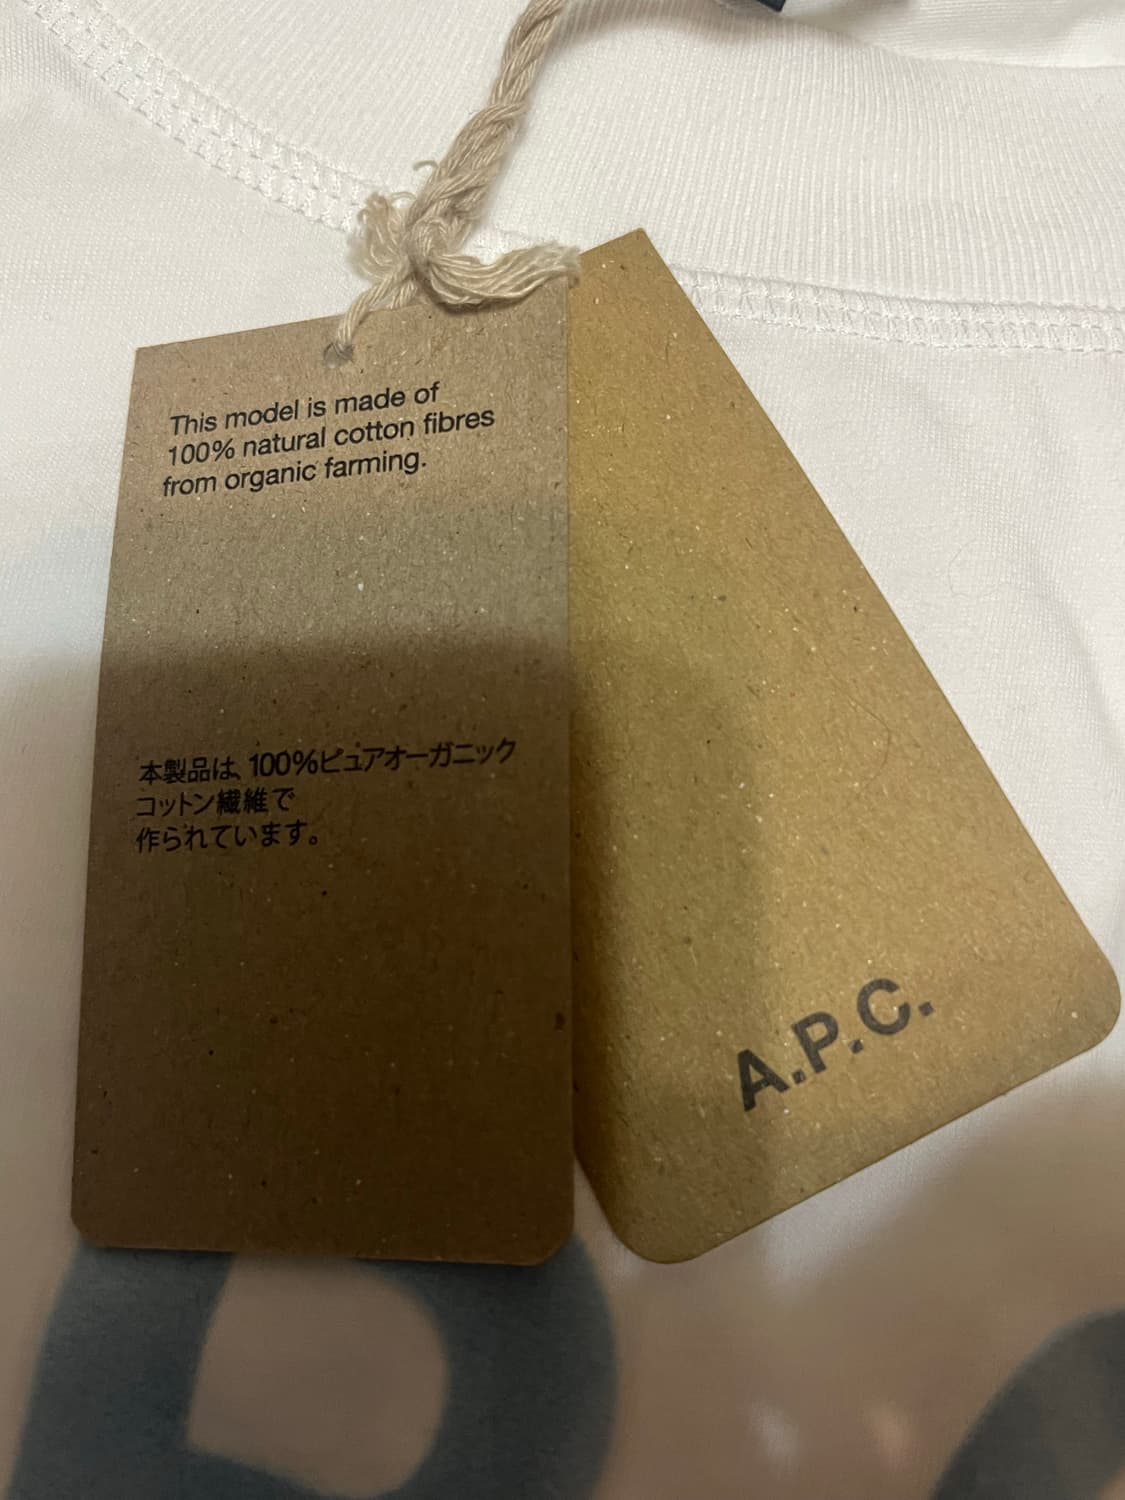 This model is made of
100% natural cotton fibres
from organic farming.
本製品は、100%ピュアオーガニック
コットン繊維で
作られています。
A.P.C.